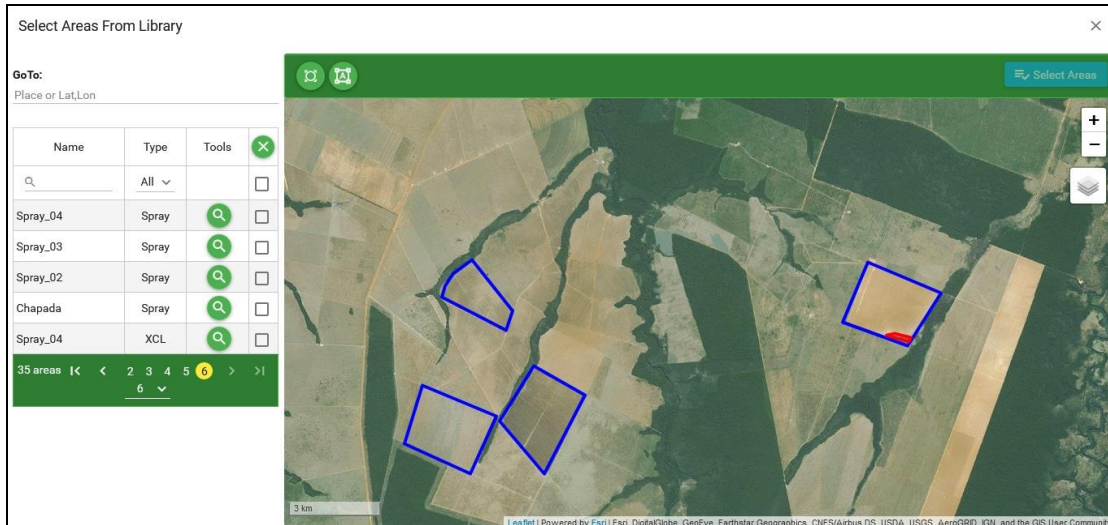 Select Areas From Library
GoTo:
Place or Lat,Lon
Select Areas
Name Type Tools
All
Spray_04 Spray
Spray_03 Spray
Spray_02 Spray
Chapada Spray
Spray_04 XCL
35 areas 2 3 4 5 6
6
+
−
3 km
Leaflet | Powered by Esri | Esri, DigitalGlobe, GeoEye, Earthstar Geographics, CNES/Airbus DS, USDA, USGS, AeroGRID, IGN, and the GIS User Communi